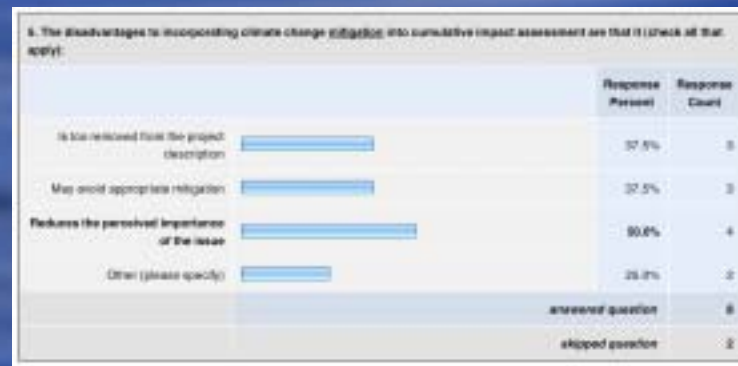 5. The disadvantages to incorporating climate change mitigation into cumulative impact assessment are that it (check all that
apply):
Response Percent
Response Count
Is too removed from the project
description
37.5% 3
May avoid appropriate mitigation 37.5% 3
Reduces the perceived importance
of the issue
50.0% 4
Other (please specify) 25.0% 2
answered question 8
skipped question 2